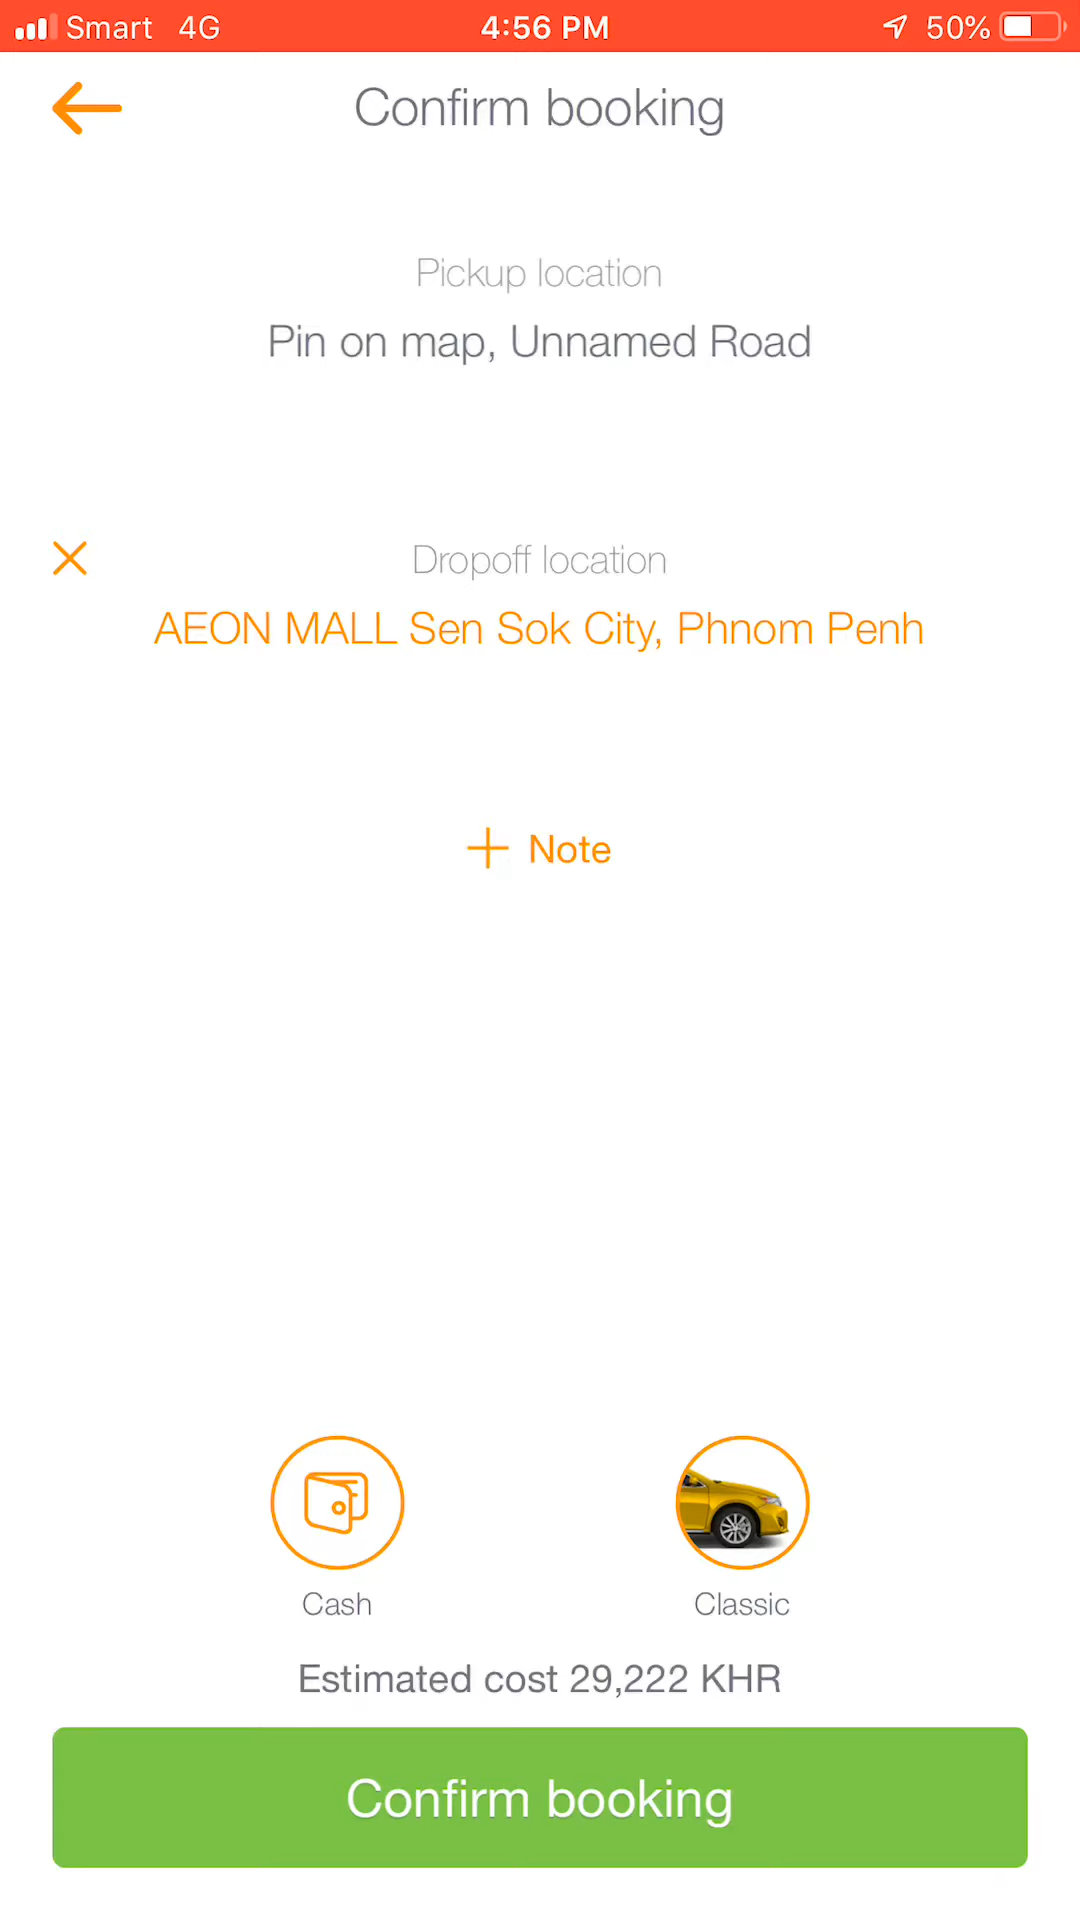 Smart 4G 4:56 PM 50%
Confirm booking
Pickup location
Pin on map, Unnamed Road
Dropoff location
AEON MALL Sen Sok City, Phnom Penh
+ Note
Cash Classic
Estimated cost 29,222 KHR
Confirm booking